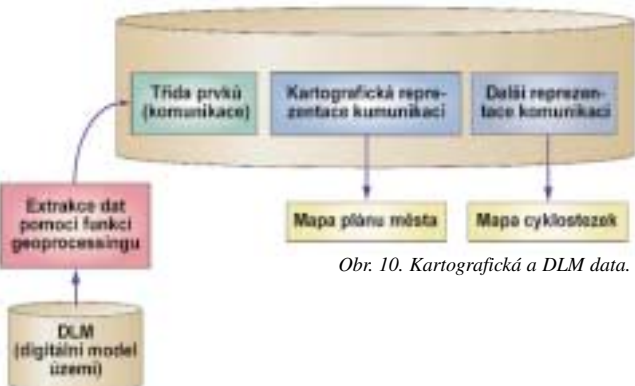 Třída prvků
(komunikace)
Kartografická repre-
zentace kumunikací
Další reprezen-
tace komunikací
Extrakce dat
pomocí funkcí
geoprocessingu
Mapa plánu města
Mapa cyklostezek
Obr. 10. Kartografická a DLM data.
DLM
(digitální model
území)